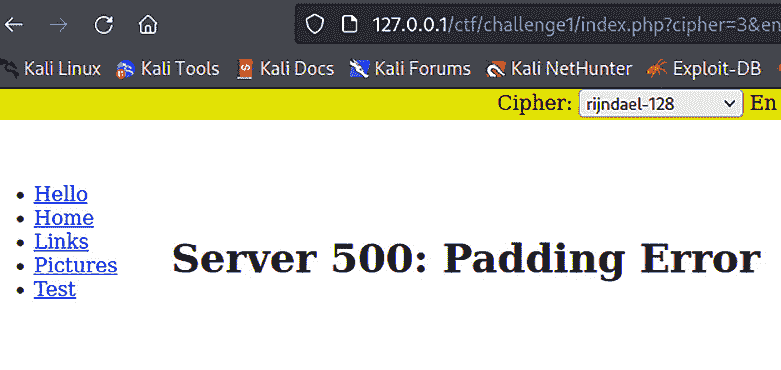 127.0.0.1/ctf/challenge1/index.php?cipher=3&en
Kali Linux Kali Tools Kali Docs Kali Forums Kali NetHunter Exploit-DB
Cipher: rijndael-128 En
Hello
Home
Links
Pictures
Test
Server 500: Padding Error